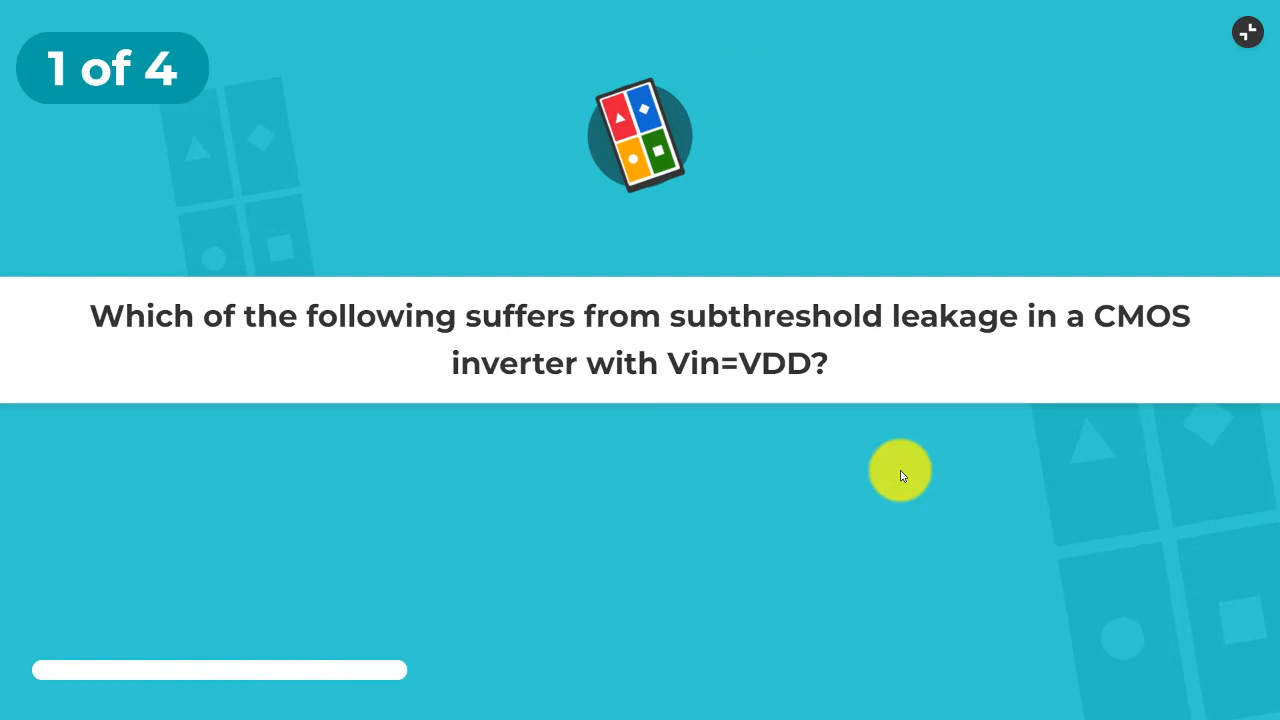 1 of 4
Which of the following suffers from subthreshold leakage in a CMOS
inverter with Vin=VDD?